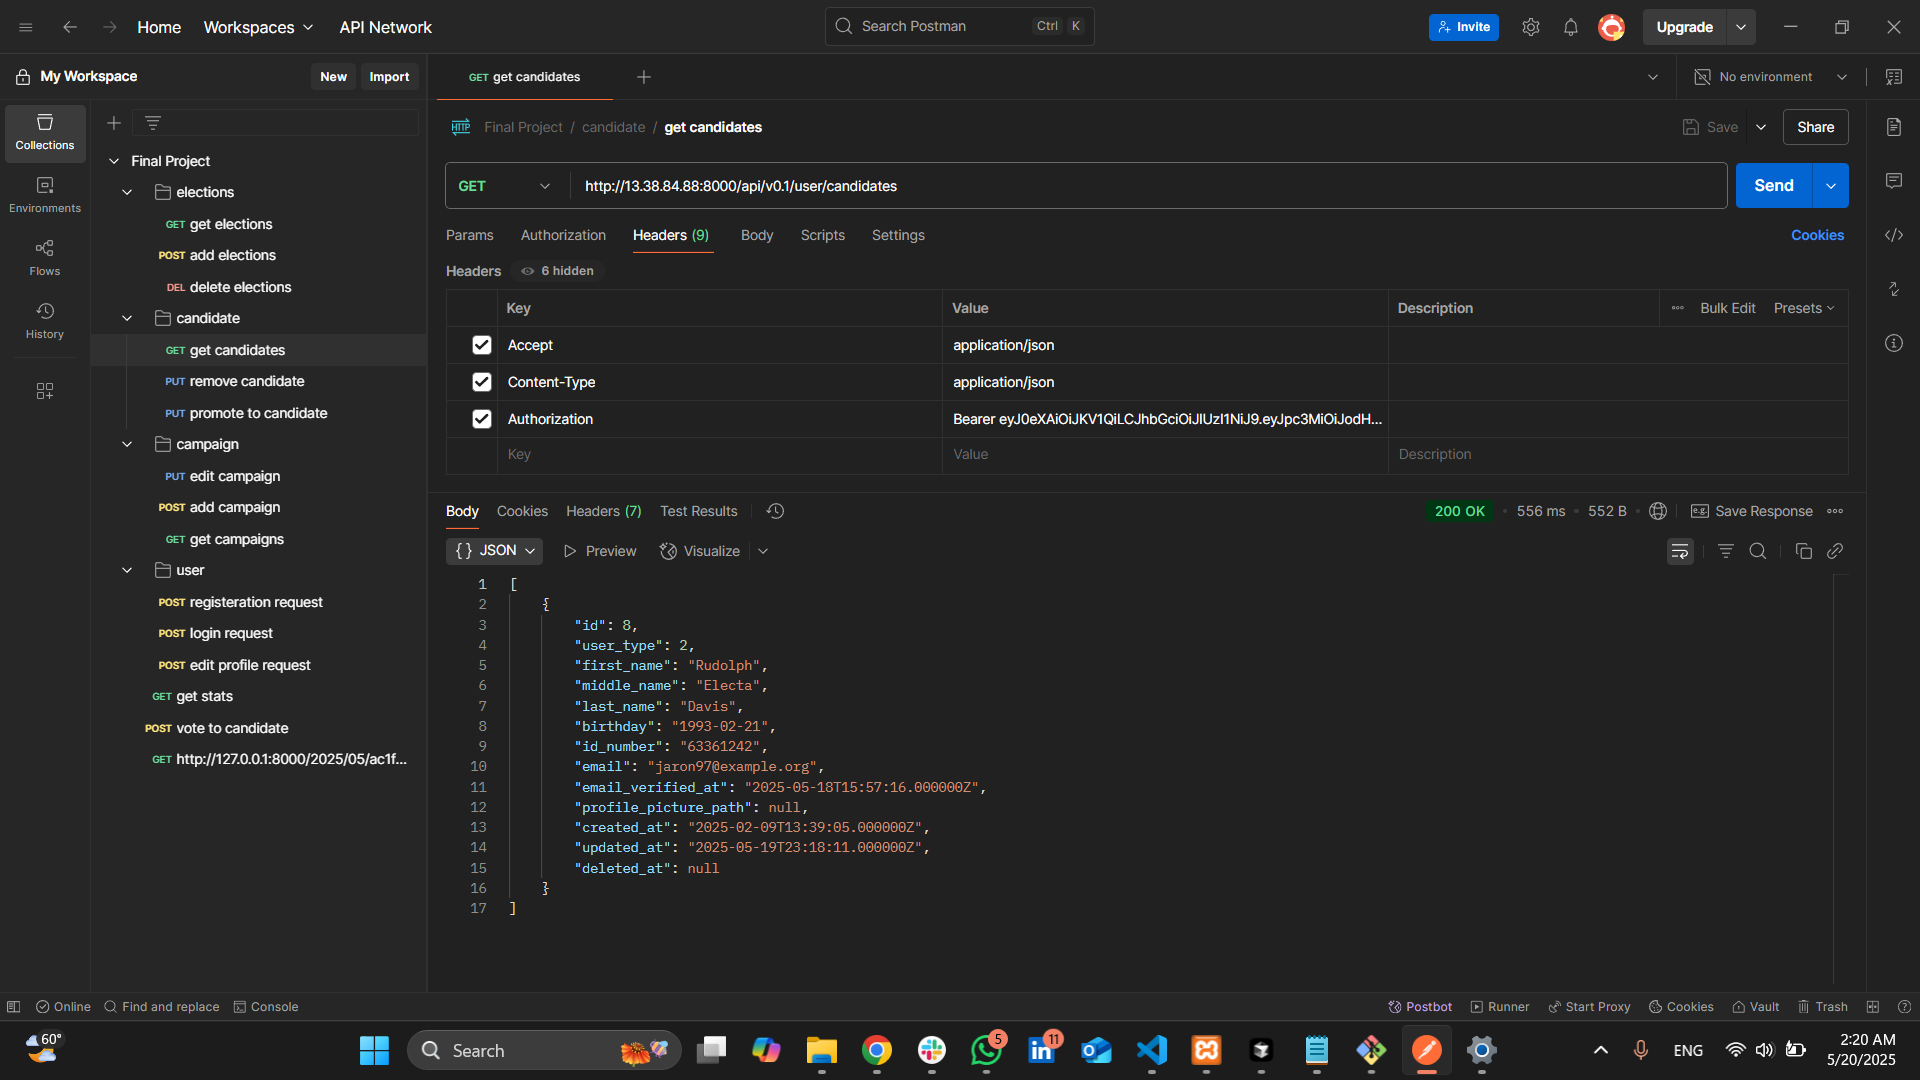 Home
Workspaces
API Network
Search Postman
Ctrl
K
Invite
Upgrade
My Workspace
New
Import
GET get candidates
No environment
Collections
Environments
Flows
History
Final Project
elections
GET get elections
POST add elections
DEL delete elections
candidate
GET get candidates
PUT remove candidate
PUT promote to candidate
campaign
PUT edit campaign
POST add campaign
GET get campaigns
user
POST registeration request
POST login request
POST edit profile request
GET get stats
POST vote to candidate
GET http://127.0.0.1:8000/2025/05/ac1f...
HTTP
Final Project / candidate / get candidates
Save
Share
GET
http://13.38.84.88:8000/api/v0.1/user/candidates
Send
Params
Authorization
Headers (9)
Body
Scripts
Settings
Cookies
Headers
6 hidden
Key
Value
Description
Bulk Edit
Presets
Accept
application/json
Content-Type
application/json
Authorization
Bearer eyJ0eXAiOiJKV1QiLCJhbGciOiJIUzI1NiJ9.eyJpc3MiOiJodH...
Key
Value
Description
Body
Cookies
Headers (7)
Test Results
200 OK
556 ms
552 B
e.g.
Save Response
{} JSON
Preview
Visualize
1 [
2 {
3 "id": 8,
4 "user_type": 2,
5 "first_name": "Rudolph",
6 "middle_name": "Electa",
7 "last_name": "Davis",
8 "birthday": "1993-02-21",
9 "id_number": "63361242",
10 "email": "jaron97@example.org",
11 "email_verified_at": "2025-05-18T15:57:16.000000Z",
12 "profile_picture_path": null,
13 "created_at": "2025-02-09T13:39:05.000000Z",
14 "updated_at": "2025-05-19T23:18:11.000000Z",
15 "deleted_at": null
16 }
17 ]
Online
Find and replace
Console
Postbot
Runner
Start Proxy
Cookies
Vault
Trash
60°
Search
5
11
ENG
2:20 AM
5/20/2025